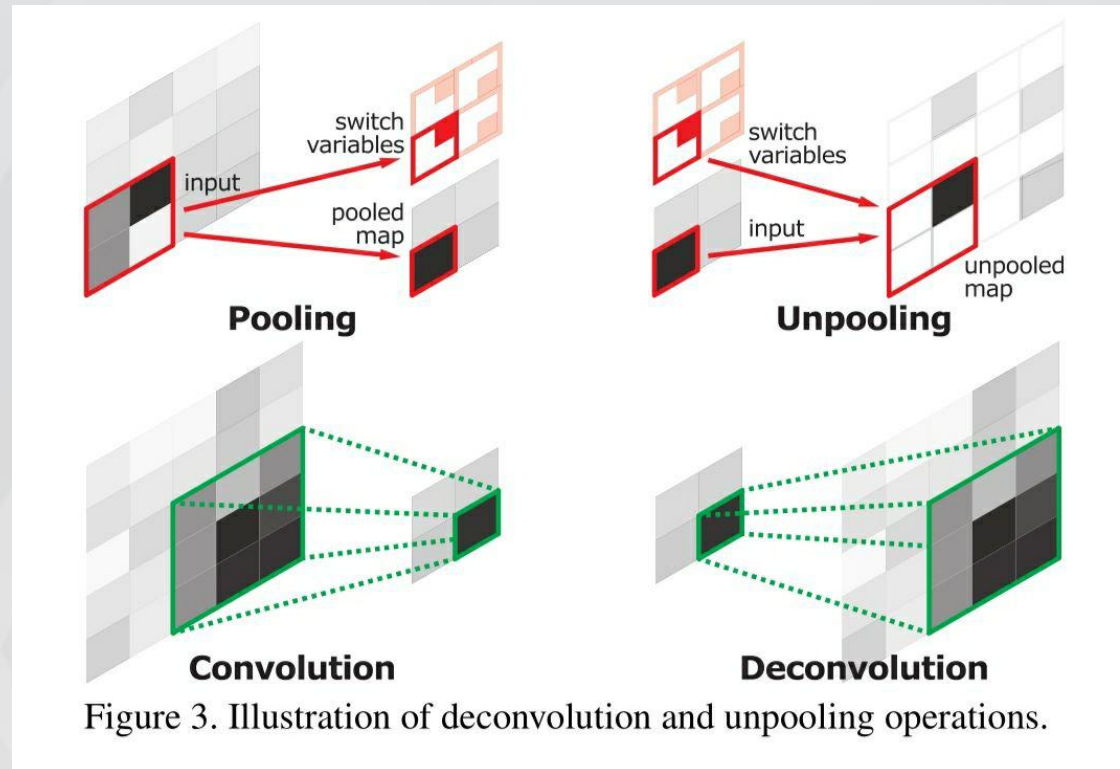 switch
variables
input
pooled
map
Pooling
switch
variables
input
unpooled
map
Unpooling
Convolution
Deconvolution
Figure 3. Illustration of deconvolution and unpooling operations.